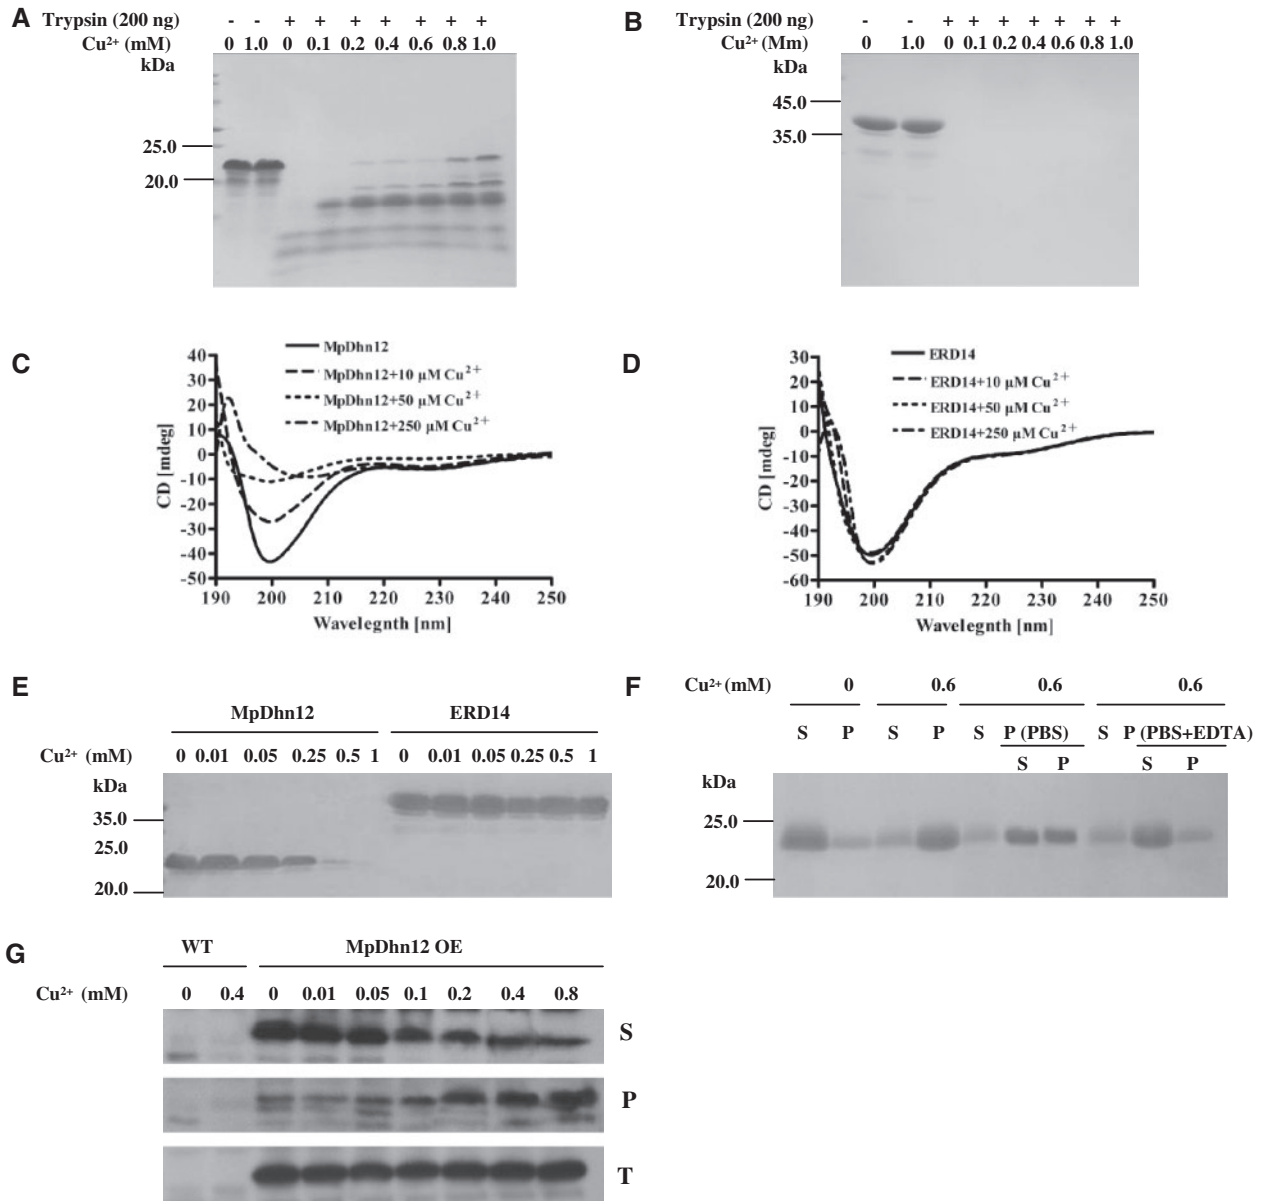 A
Trypsin (200 ng) - - + + + + + + +
Cu²⁺ (mM) 0 1.0 0 0.1 0.2 0.4 0.6 0.8 1.0
kDa
25.0
20.0
B
Trypsin (200 ng) - - + + + + + + +
Cu²⁺ (Mm) 0 1.0 0 0.1 0.2 0.4 0.6 0.8 1.0
kDa
45.0
35.0
C
MpDhn12
MpDhn12+10 µM Cu²⁺
MpDhn12+50 µM Cu²⁺
MpDhn12+250 µM Cu²⁺
CD [mdeg]
40
30
20
10
0
-10
-20
-30
-40
-50
190 200 210 220 230 240 250
Wavelegnth [nm]
D
ERD14
ERD14+10 µM Cu²⁺
ERD14+50 µM Cu²⁺
ERD14+250 µM Cu²⁺
CD [mdeg]
30
20
10
0
-10
-20
-30
-40
-50
-60
190 200 210 220 230 240 250
Wavelegnth [nm]
E
MpDhn12 ERD14
Cu²⁺ (mM) 0 0.01 0.05 0.25 0.5 1 0 0.01 0.05 0.25 0.5 1
kDa
35.0
25.0
20.0
F
Cu²⁺(mM) 0 0.6 0.6 0.6
S P S P S P (PBS) S P (PBS+EDTA)
S P S P
kDa
25.0
20.0
G
WT MpDhn12 OE
Cu²⁺ (mM) 0 0.4 0 0.01 0.05 0.1 0.2 0.4 0.8
S
P
T